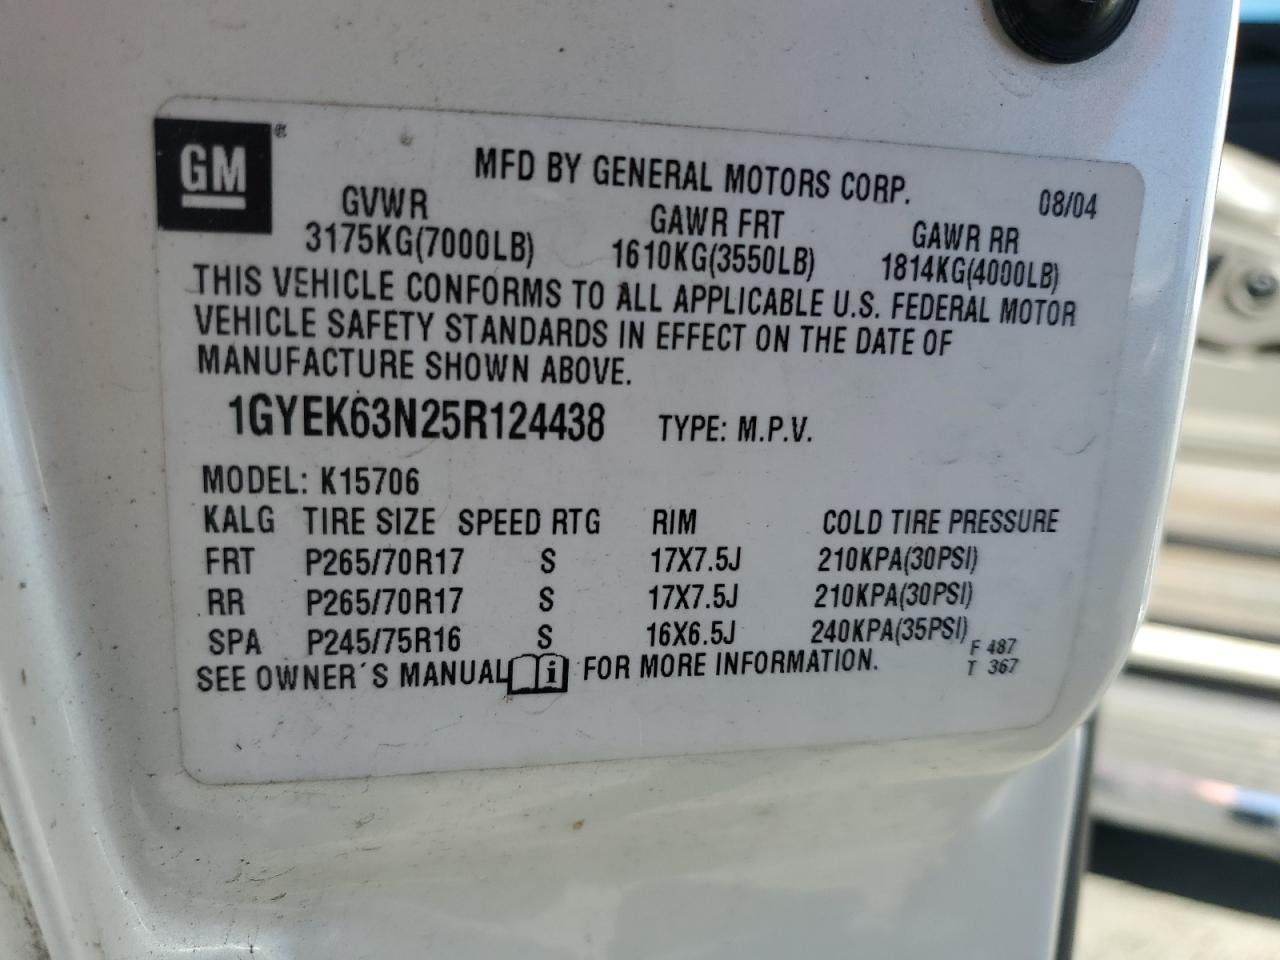 GM ®
MFD BY GENERAL MOTORS CORP. 08/04
GVWR GAWR FRT GAWR RR
3175KG(7000LB) 1610KG(3550LB) 1814KG(4000LB)
THIS VEHICLE CONFORMS TO ALL APPLICABLE U.S. FEDERAL MOTOR
VEHICLE SAFETY STANDARDS IN EFFECT ON THE DATE OF
MANUFACTURE SHOWN ABOVE.
1GYEK63N25R124438 TYPE: M.P.V.
MODEL: K15706
KALG TIRE SIZE SPEED RTG RIM COLD TIRE PRESSURE
FRT P265/70R17 S 17X7.5J 210KPA(30PSI)
RR P265/70R17 S 17X7.5J 210KPA(30PSI)
SPA P245/75R16 S 16X6.5J 240KPA(35PSI) F 487
SEE OWNER´S MANUAL i FOR MORE INFORMATION. T 367